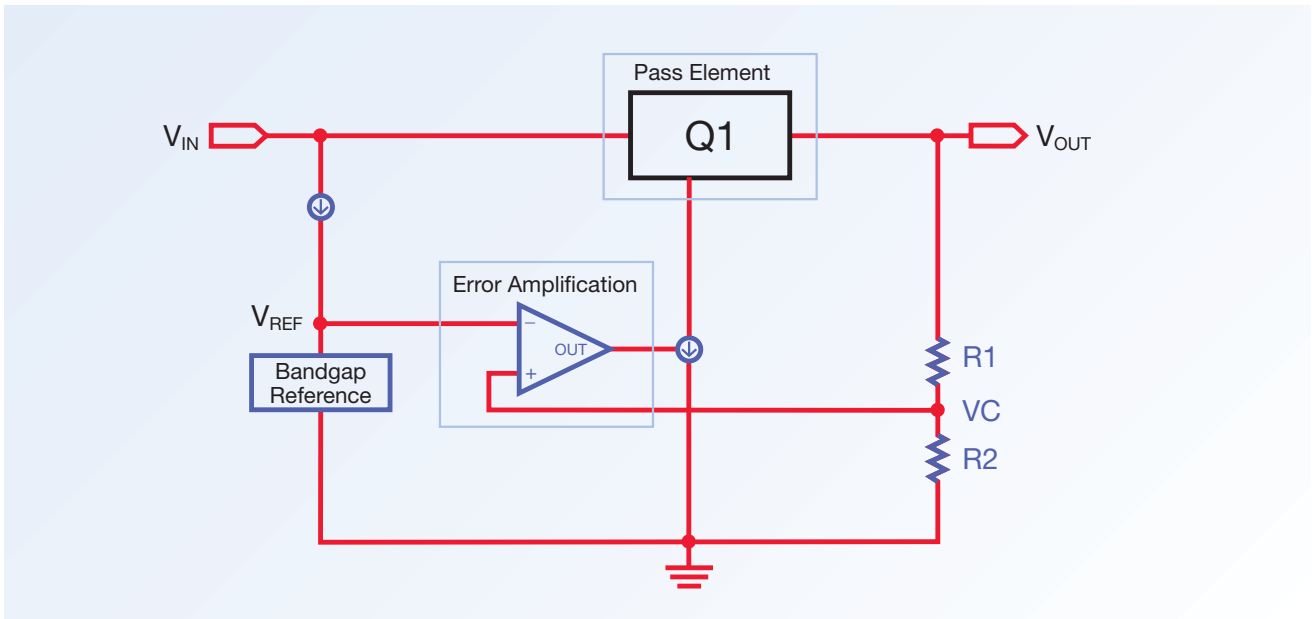 Pass Element
Q1
VIN
VOUT
Error Amplification
VREF
−
OUT
+
Bandgap
Reference
R1
VC
R2